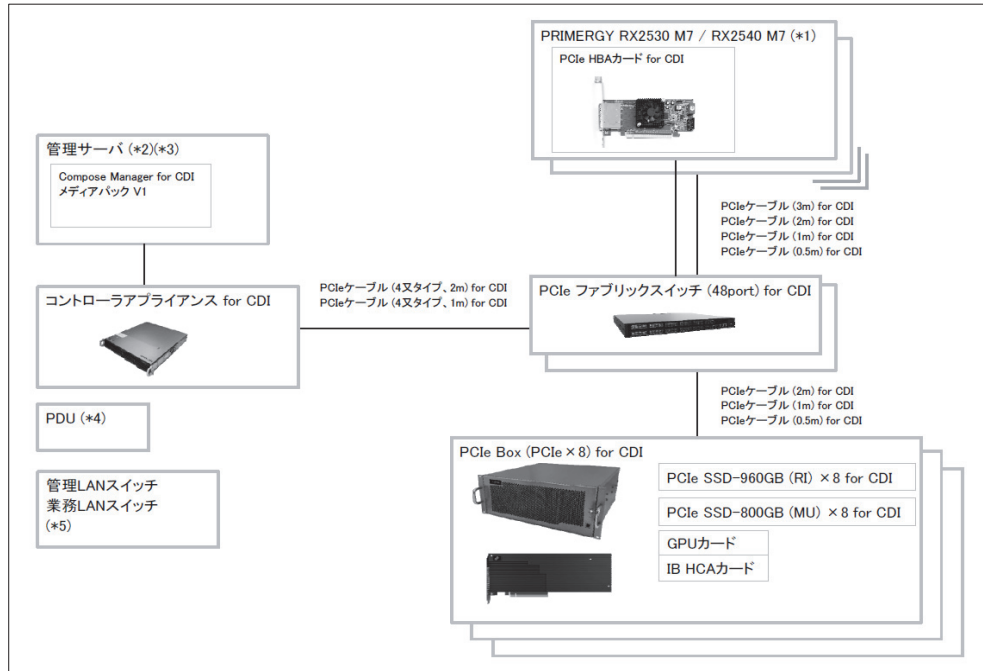 PRIMERGY RX2530 M7 / RX2540 M7 (*1)
PCIe HBAカード for CDI
管理サーバ (*2)(*3)
Compose Manager for CDI
メディアパック V1
PCIeケーブル (3m) for CDI
PCIeケーブル (2m) for CDI
PCIeケーブル (1m) for CDI
PCIeケーブル (0.5m) for CDI
コントローラアプライアンス for CDI
PCIeケーブル (4又タイプ、2m) for CDI
PCIeケーブル (4又タイプ、1m) for CDI
PCIe ファブリックスイッチ (48port) for CDI
PCIeケーブル (2m) for CDI
PCIeケーブル (1m) for CDI
PCIeケーブル (0.5m) for CDI
PDU (*4)
管理LANスイッチ
業務LANスイッチ
(*5)
PCIe Box (PCIe×8) for CDI
PCIe SSD-960GB (RI) ×8 for CDI
PCIe SSD-800GB (MU) ×8 for CDI
GPUカード
IB HCAカード